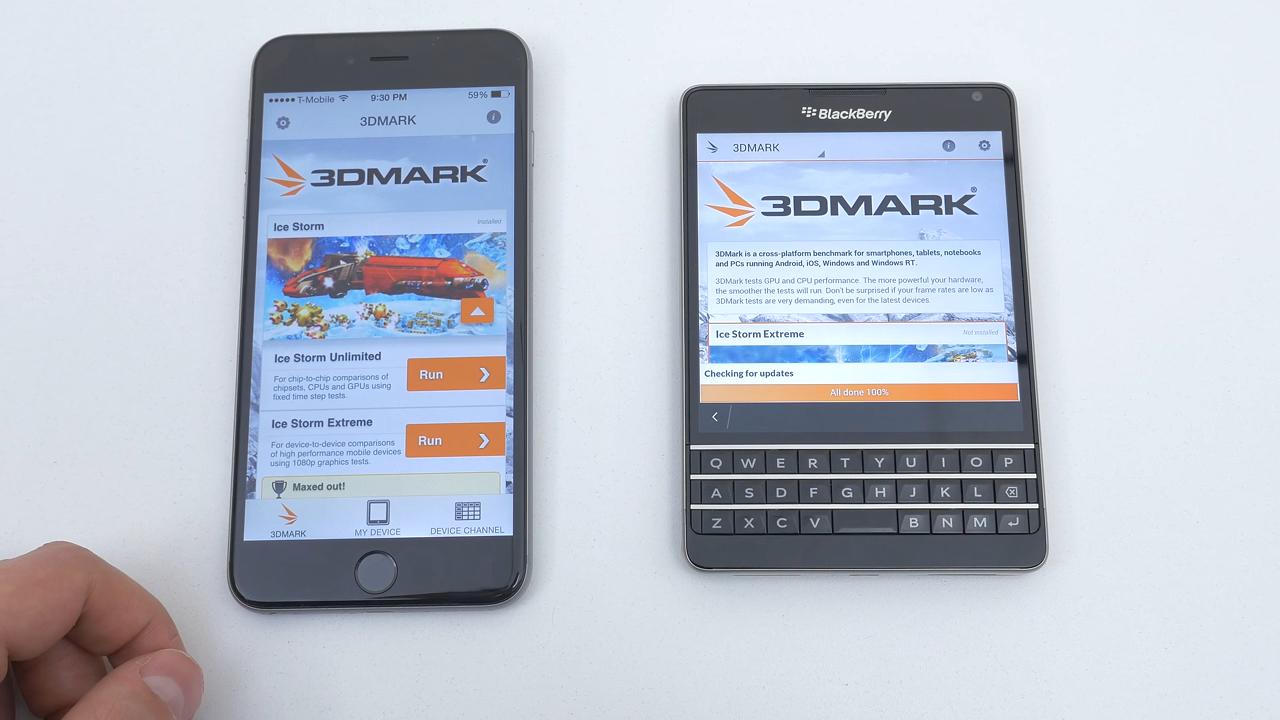 T-Mobile 9:30 PM 59%
3DMARK
3DMARK®
Ice Storm Installed
Ice Storm Unlimited
For chip-to-chip comparisons of
chipsets, CPUs and GPUs using
fixed time step tests.
Run
Ice Storm Extreme
For device-to-device comparisons
of high performance mobile devices
using 1080p graphics tests.
Run
Maxed out!
3DMARK MY DEVICE DEVICE CHANNEL
BlackBerry
3DMARK
3DMARK®
3DMark is a cross-platform benchmark for smartphones, tablets, notebooks
and PCs running Android, iOS, Windows and Windows RT.
3DMark tests GPU and CPU performance. The more powerful your hardware,
the smoother the tests will run. Don't be surprised if your frame rates are low as
3DMark tests are very demanding, even for the latest devices.
Ice Storm Extreme Not installed
Checking for updates
All done 100%
Q W E R T Y U I O P
A S D F G H J K L
Z X C V B N M